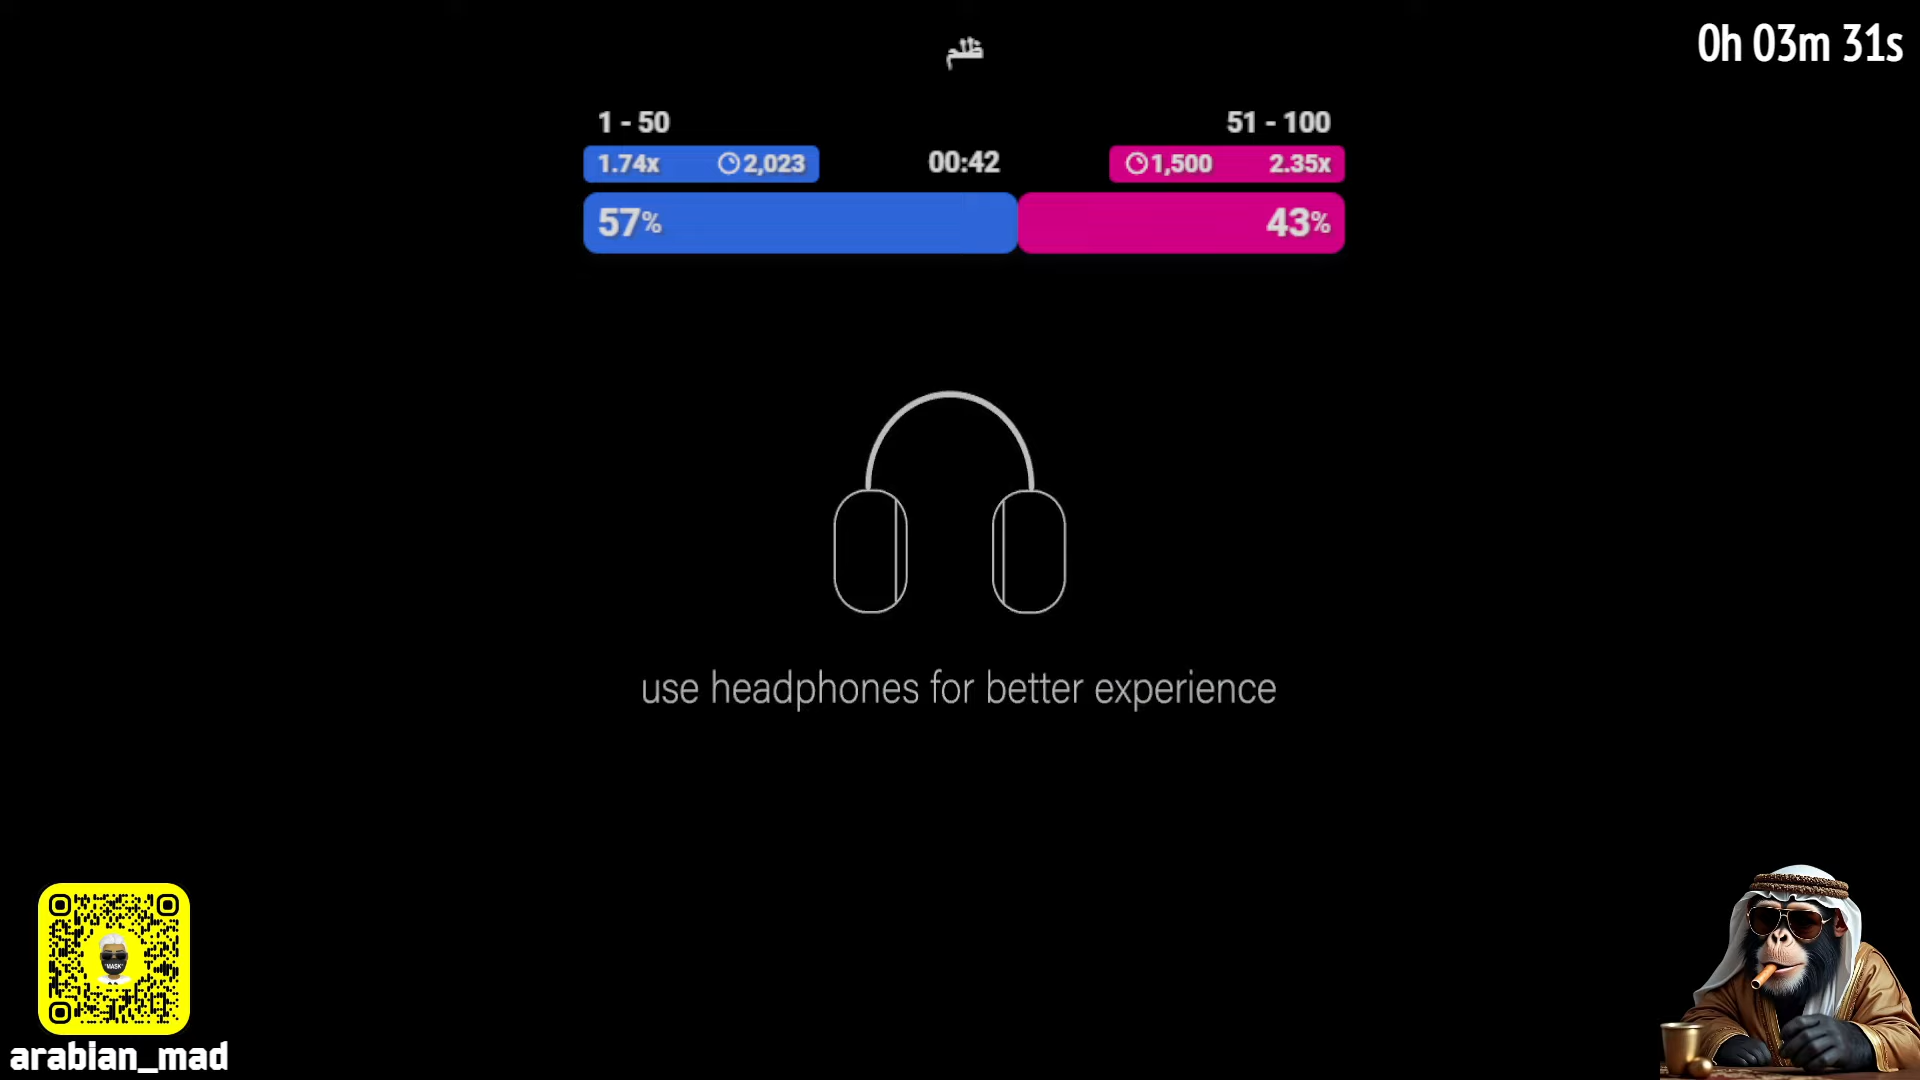 0h 03m 31s
ظلم
1 - 50
51 - 100
1.74x 2,023
00:42
1,500 2.35x
57%
43%
use headphones for better experience
"MASK"
arabian_mad